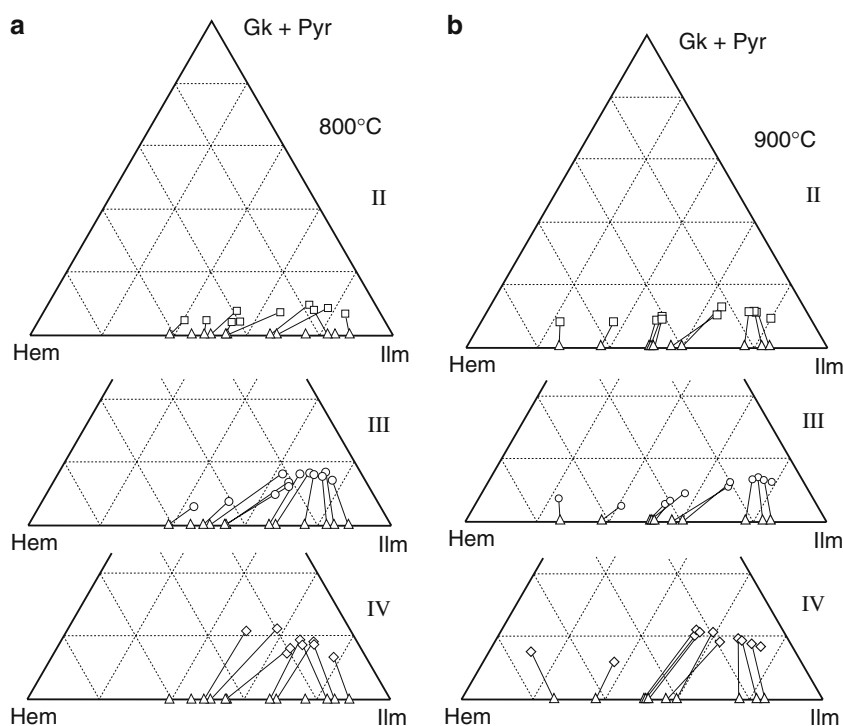 a
Gk + Pyr
800°C
II
Hem
Ilm
III
Hem
Ilm
IV
Hem
Ilm
b
Gk + Pyr
900°C
II
Hem
Ilm
III
Hem
Ilm
IV
Hem
Ilm